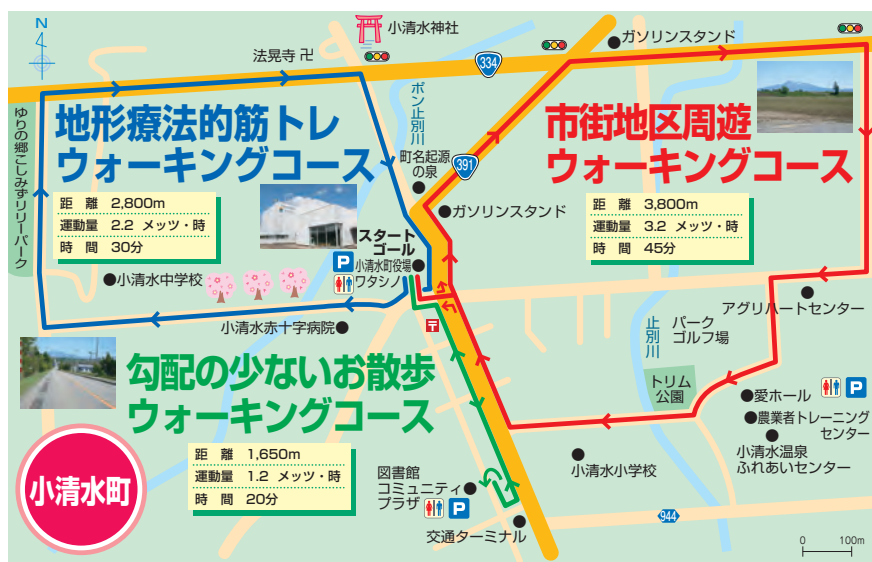 N
小清水神社
法晃寺
334
ガソリンスタンド
ゆりの郷こしみずリリーパーク
地形療法的筋トレ
ウォーキングコース
距 離 2,800m
運動量 2.2 メッツ・時
時 間 30分
ポン止別川
町名起源
の泉
391
ガソリンスタンド
市街地区周遊
ウォーキングコース
距 離 3,800m
運動量 3.2 メッツ・時
時 間 45分
スタート
ゴール
P
小清水町役場
ワタシノ
小清水中学校
小清水赤十字病院
〒
アグリハートセンター
止別川
パーク
ゴルフ場
トリム
公園
愛ホール
P
農業者トレーニング
センター
小清水温泉
ふれあいセンター
勾配の少ないお散歩
ウォーキングコース
距 離 1,650m
運動量 1.2 メッツ・時
時 間 20分
小清水町
図書館
コミュニティ
プラザ
P
交通ターミナル
小清水小学校
944
0 100m